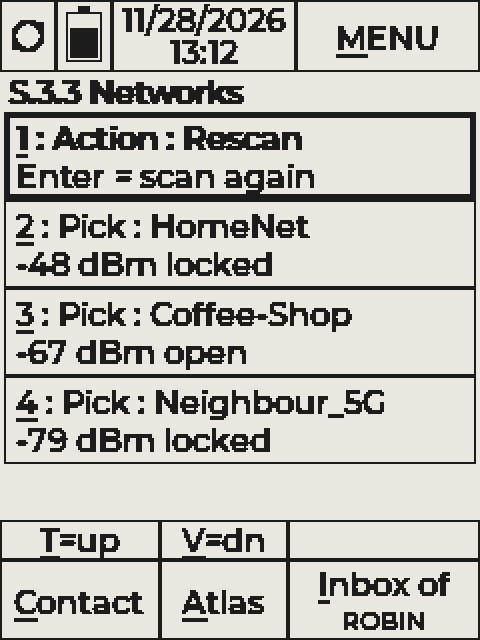 11/28/2026
13:12
MENU
S.3.3 Networks
1 : Action : Rescan
Enter = scan again
2 : Pick : HomeNet
-48 dBm locked
3 : Pick : Coffee-Shop
-67 dBm open
4 : Pick : Neighbour_5G
-79 dBm locked
T=up
V=dn
Contact
Atlas
Inbox of
ROBIN